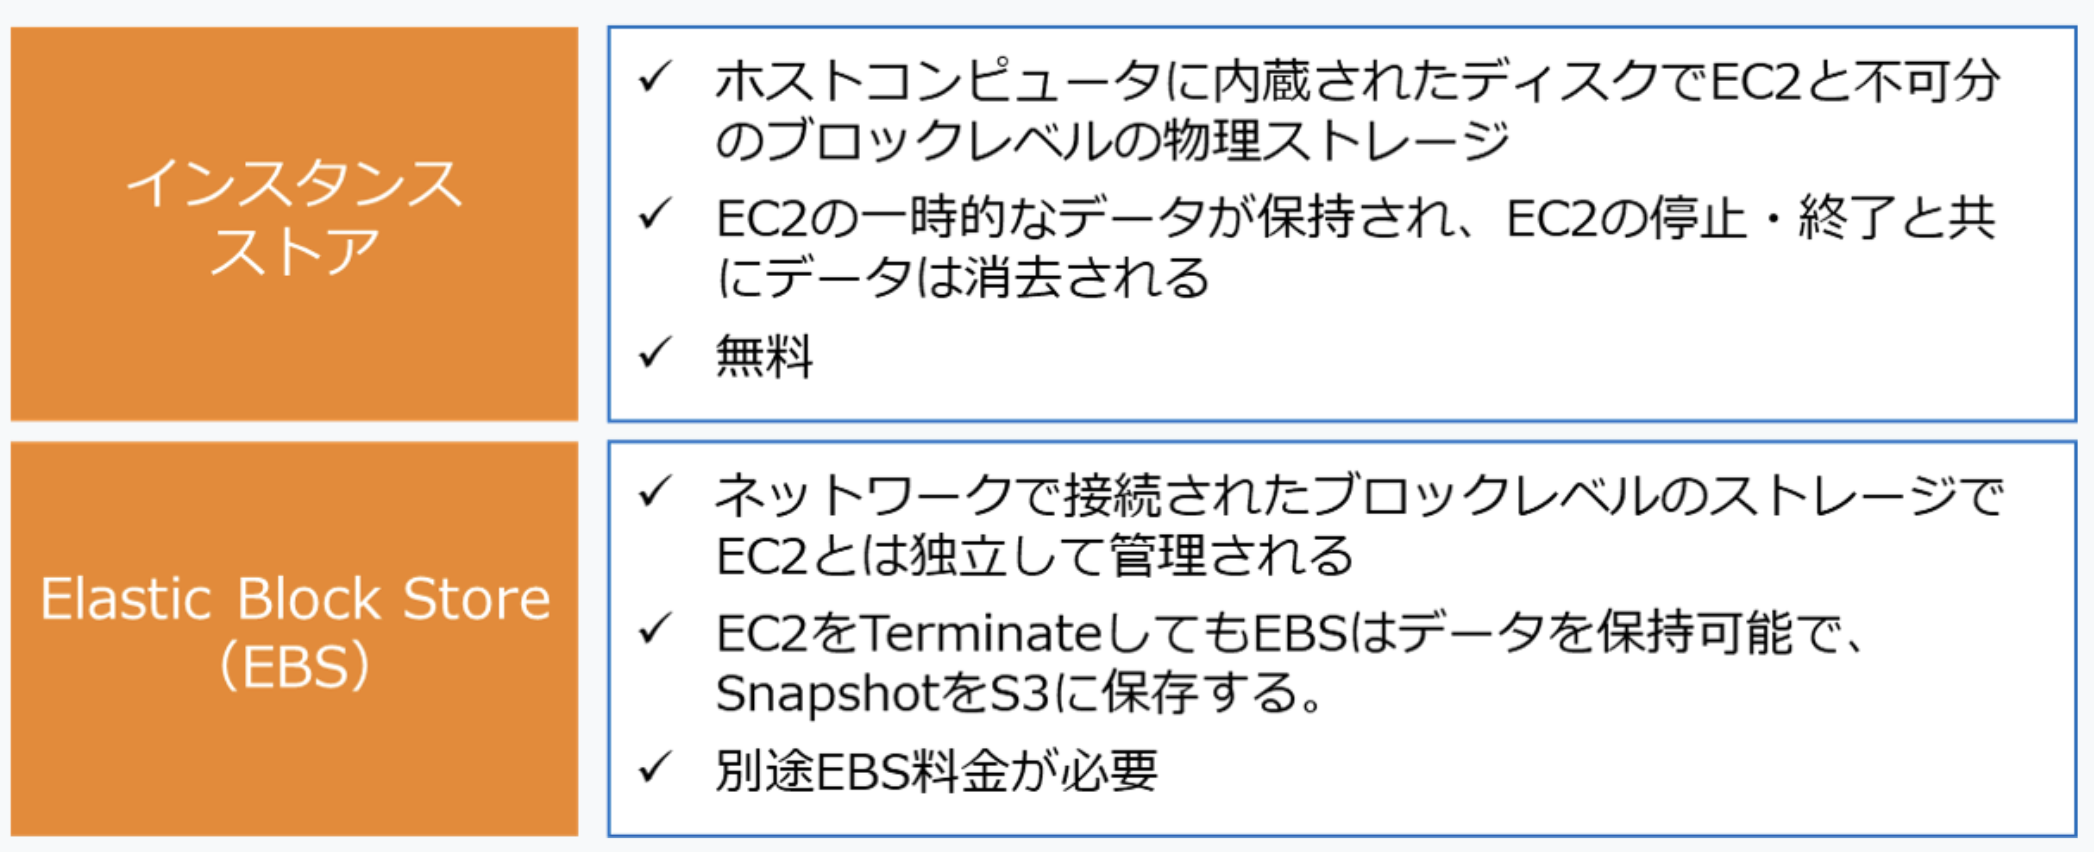 インスタンス
ストア
✓ ホストコンピュータに内蔵されたディスクでEC2と不可分
のブロックレベルの物理ストレージ
✓ EC2の一時的なデータが保持され、EC2の停止・終了と共
にデータは消去される
✓ 無料
Elastic Block Store
（EBS）
✓ ネットワークで接続されたブロックレベルのストレージで
EC2とは独立して管理される
✓ EC2をTerminateしてもEBSはデータを保持可能で、
SnapshotをS3に保存する。
✓ 別途EBS料金が必要